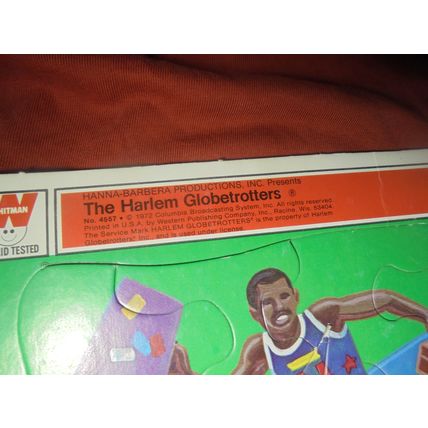 HANNA-BARBERA PRODUCTIONS, INC. Presents
The Harlem Globetrotters ®
No. 4557 • © 1972 Columbia Broadcasting System, Inc. All rights reserved.
Printed in U.S.A. by Western Publishing Company, Inc., Racine, Wis. 53404.
The Service Mark HARLEM GLOBETROTTERS® is the property of Harlem
Globetrotters® Inc. and is used under license.
HITMAN
ID TESTED